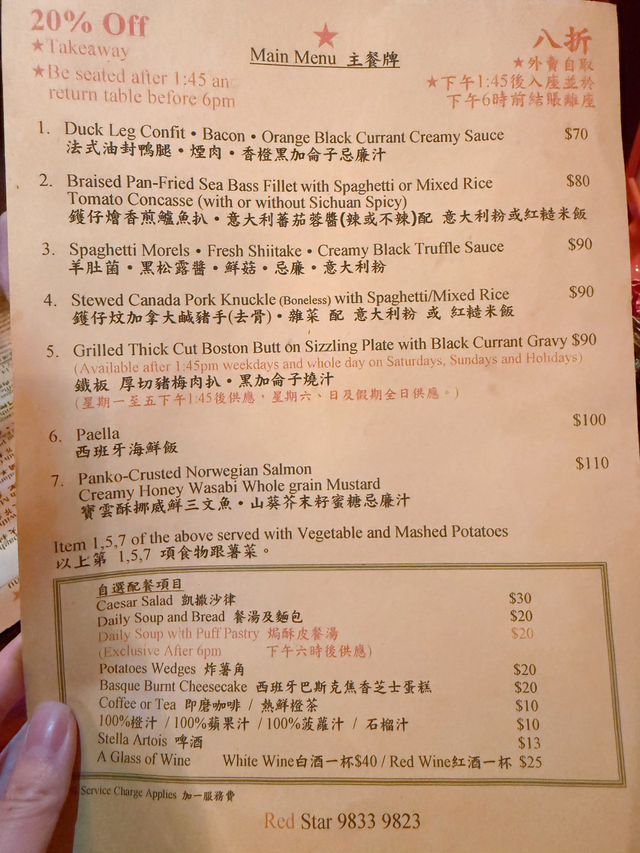 20% Off
★Takeaway
★Be seated after 1:45 and
return table before 6pm
★
Main Menu 主餐牌
八折
★外賣自取
★下午1:45後入座並於
下午6時前結賬離座
1. Duck Leg Confit • Bacon • Orange Black Currant Creamy Sauce $70
法式油封鴨腿•煙肉•香橙黑加侖子忌廉汁
2. Braised Pan-Fried Sea Bass Fillet with Spaghetti or Mixed Rice $80
Tomato Concasse (with or without Sichuan Spicy)
鑊仔燴香煎鱸魚扒•意大利蕃茄蓉醬(辣或不辣)配 意大利粉或紅糙米飯
3. Spaghetti Morels • Fresh Shiitake • Creamy Black Truffle Sauce $90
羊肚菌•黑松露醬•鮮菇•忌廉•意大利粉
4. Stewed Canada Pork Knuckle (Boneless) with Spaghetti/Mixed Rice $90
鑊仔炆加拿大鹹豬手(去骨)•雜菜 配 意大利粉 或 紅糙米飯
5. Grilled Thick Cut Boston Butt on Sizzling Plate with Black Currant Gravy $90
(Available after 1:45pm weekdays and whole day on Saturdays, Sundays and Holidays)
鐵板 厚切豬梅肉扒•黑加侖子燒汁
(星期一至五下午1:45後供應，星期六、日及假期全日供應。)
6. Paella $100
西班牙海鮮飯
7. Panko-Crusted Norwegian Salmon $110
Creamy Honey Wasabi Whole grain Mustard
寶雲酥挪威鮮三文魚•山葵芥末籽蜜糖忌廉汁
Item 1,5,7 of the above served with Vegetable and Mashed Potatoes
以上第 1,5,7 項食物跟薯菜。
自選配餐項目
Caesar Salad 凱撒沙律 $30
Daily Soup and Bread 餐湯及麵包 $20
Daily Soup with Puff Pastry 焗酥皮餐湯 $20
(Exclusive After 6pm 下午六時後供應)
Potatoes Wedges 炸薯角 $20
Basque Burnt Cheesecake 西班牙巴斯克焦香芝士蛋糕 $20
Coffee or Tea 即磨咖啡 / 熱鮮橙茶 $10
100%橙汁 / 100%蘋果汁 / 100%菠蘿汁 / 石榴汁 $10
Stella Artois 啤酒 $13
A Glass of Wine White Wine白酒一杯$40 / Red Wine紅酒一杯 $25
Service Charge Applies 加一服務費
Red Star 9833 9823